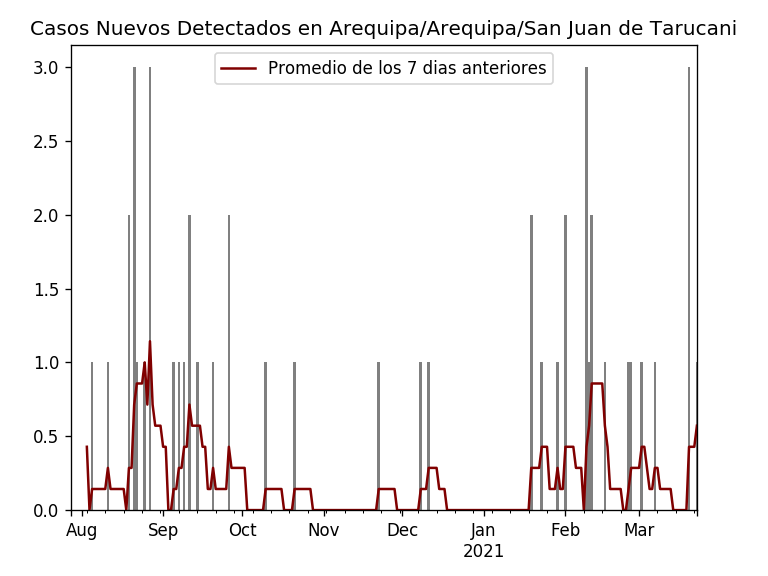 Casos Nuevos Detectados en Arequipa/Arequipa/San Juan de Tarucani
Promedio de los 7 dias anteriores
3.0
2.5
2.0
1.5
1.0
0.5
0.0
Aug Sep Oct Nov Dec Jan Feb Mar
2021